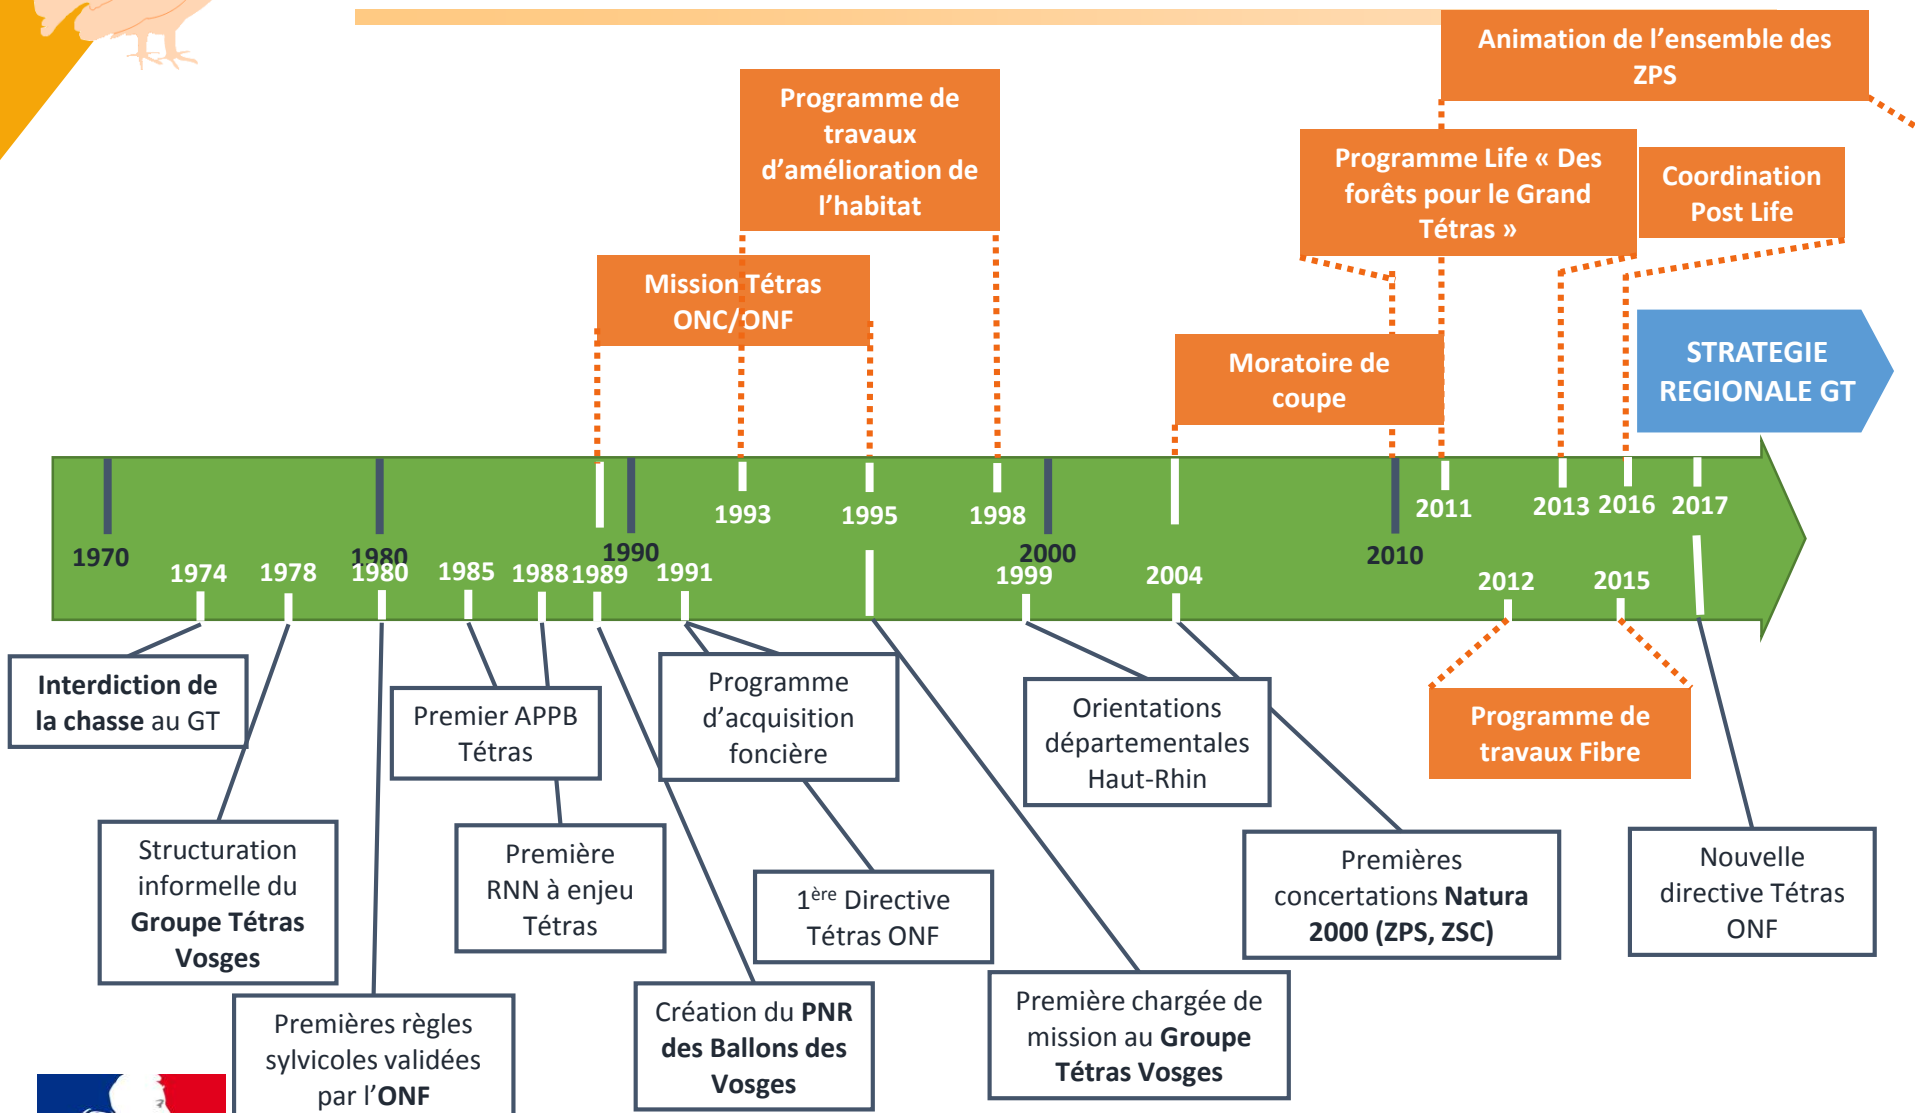 Animation de l’ensemble des
ZPS
Programme de
travaux
d’amélioration de
l’habitat
Programme Life « Des
forêts pour le Grand
Tétras »
Coordination
Post Life
Mission Tétras
ONC/ONF
Moratoire de
coupe
STRATEGIE
REGIONALE GT
1993
1995
1998
2011
2013
2016
2017
1970
1980
1990
2000
2010
1974
1978
1980
1985
1988
1989
1991
1999
2004
2012
2015
Interdiction de
la chasse au GT
Premier APPB
Tétras
Programme
d’acquisition
foncière
Orientations
départementales
Haut-Rhin
Programme de
travaux Fibre
Structuration
informelle du
Groupe Tétras
Vosges
Première
RNN à enjeu
Tétras
1ère Directive
Tétras ONF
Premières
concertations Natura
2000 (ZPS, ZSC)
Nouvelle
directive Tétras
ONF
Premières règles
sylvicoles validées
par l’ONF
Création du PNR
des Ballons des
Vosges
Première chargée de
mission au Groupe
Tétras Vosges